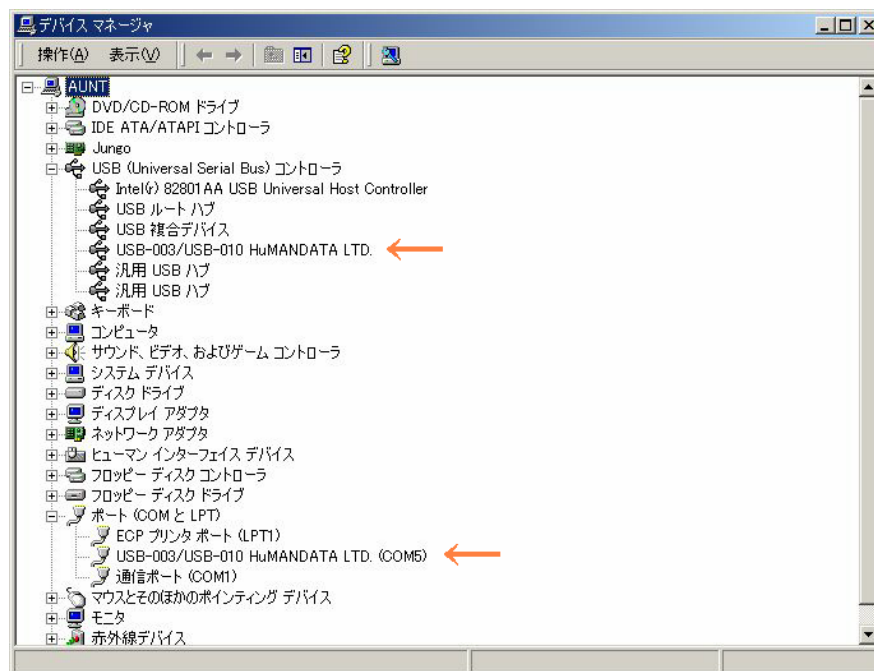 デバイス マネージャ
操作(A) 表示(V)
AUNT
DVD/CD-ROM ドライブ
IDE ATA/ATAPI コントローラ
Jungo
USB (Universal Serial Bus) コントローラ
Intel(r) 82801AA USB Universal Host Controller
USB ルート ハブ
USB 複合デバイス
USB-003/USB-010 HuMANDATA LTD.
汎用 USB ハブ
汎用 USB ハブ
キーボード
コンピュータ
サウンド、ビデオ、およびゲーム コントローラ
システム デバイス
ディスク ドライブ
ディスプレイ アダプタ
ネットワーク アダプタ
ヒューマン インターフェイス デバイス
フロッピー ディスク コントローラ
フロッピー ディスク ドライブ
ポート (COM と LPT)
ECP プリンタ ポート (LPT1)
USB-003/USB-010 HuMANDATA LTD. (COM5)
通信ポート (COM1)
マウスとそのほかのポインティング デバイス
モニタ
赤外線デバイス